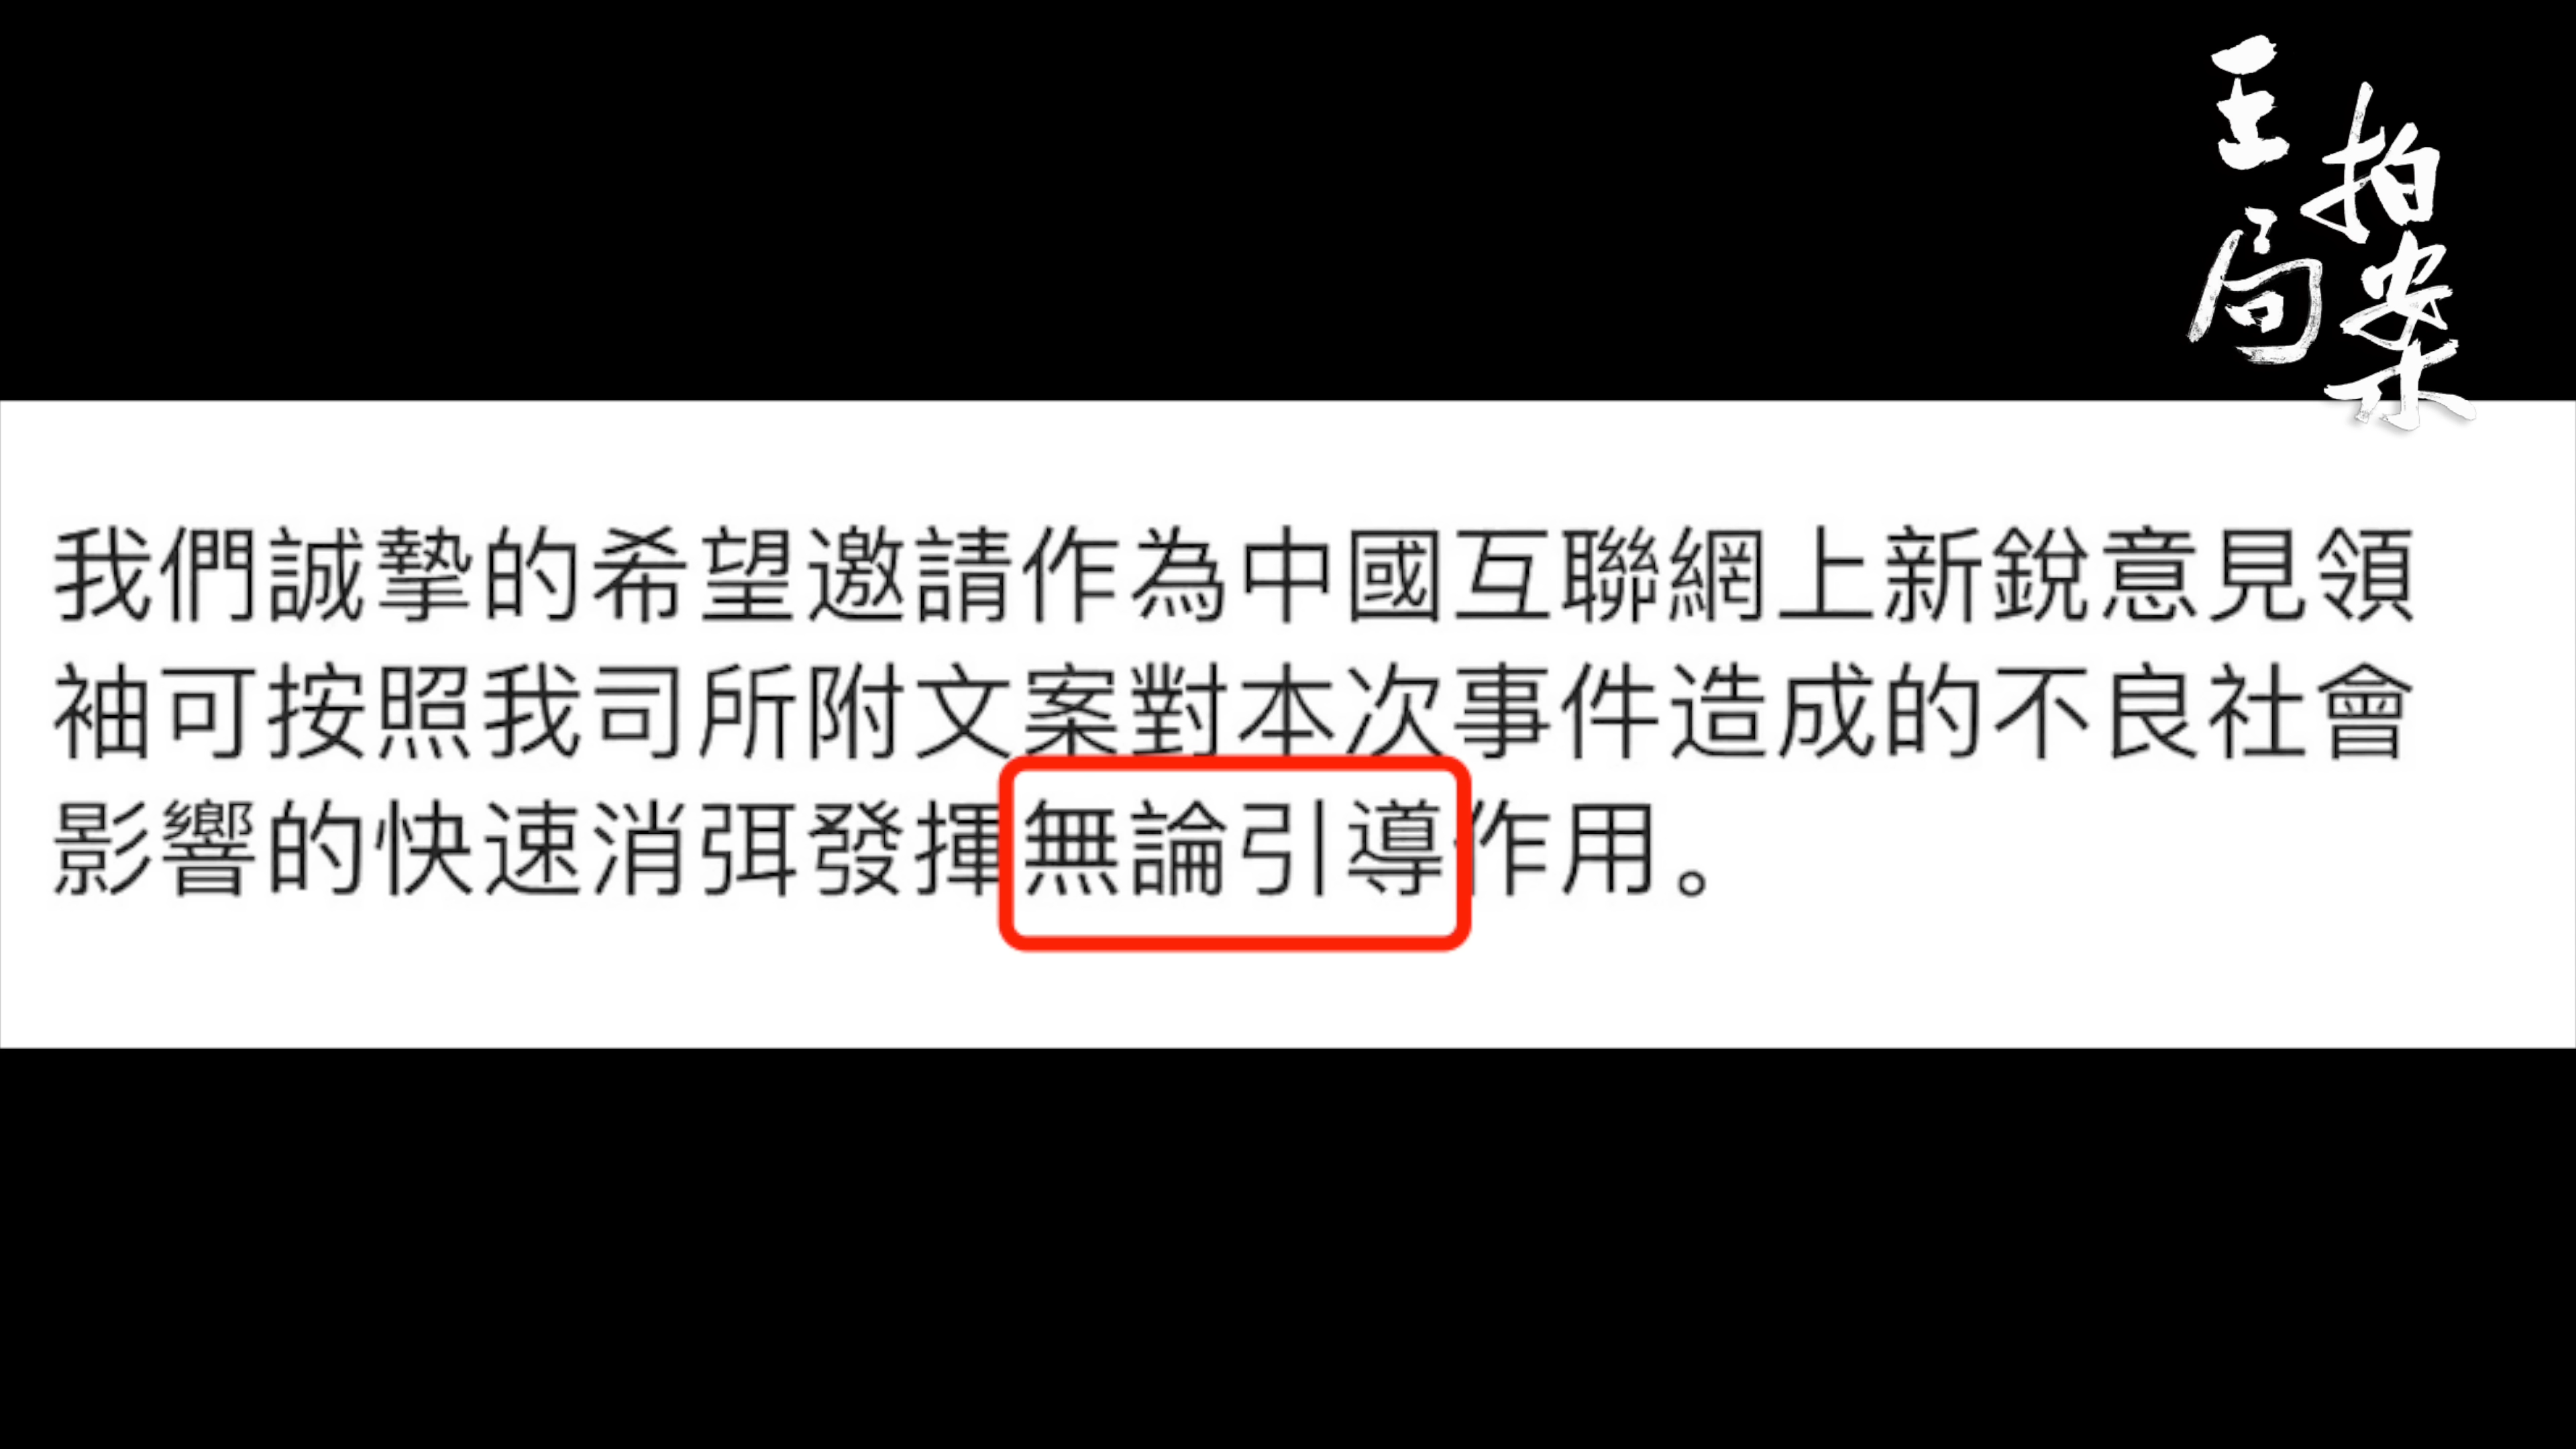 王局
拍案
我們誠摯的希望邀請作為中國互聯網上新銳意見領
袖可按照我司所附文案對本次事件造成的不良社會
影響的快速消弭發揮無論引導作用。